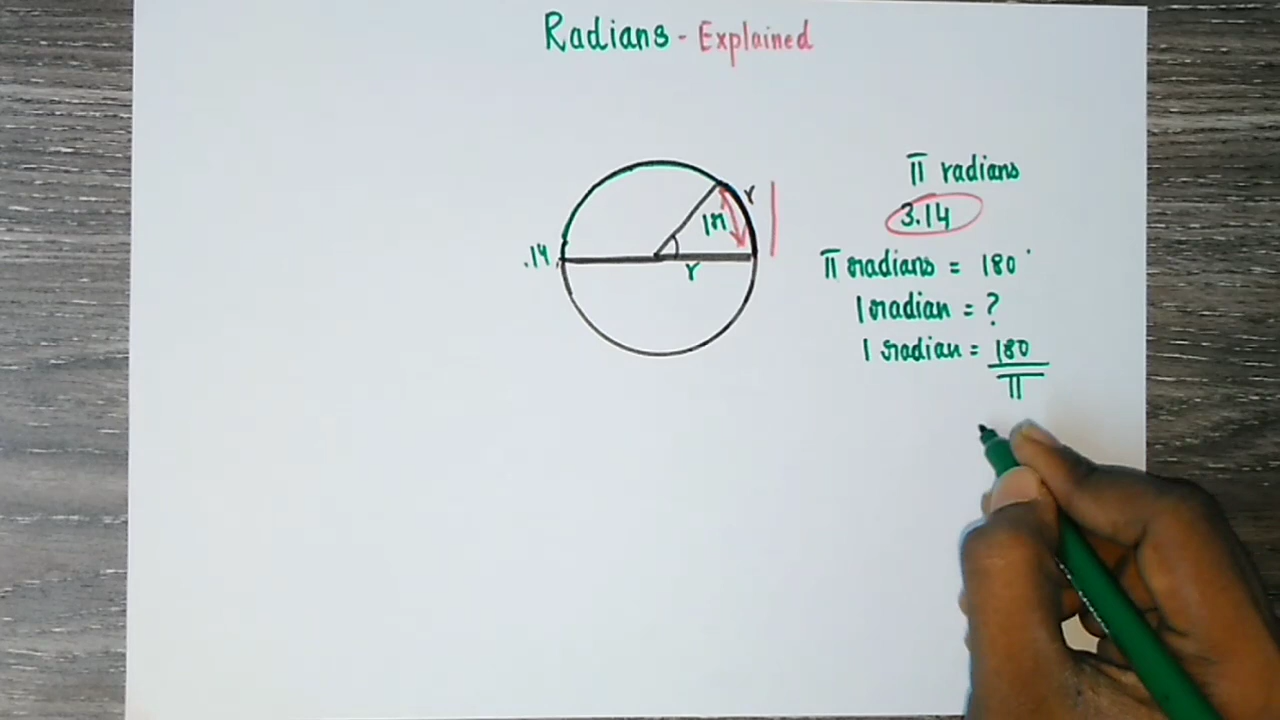 Radians - Explained
π radians
3.14
r
1r
.14
r
π radians = 180°
1 radian = ?
1 radian = 180/π